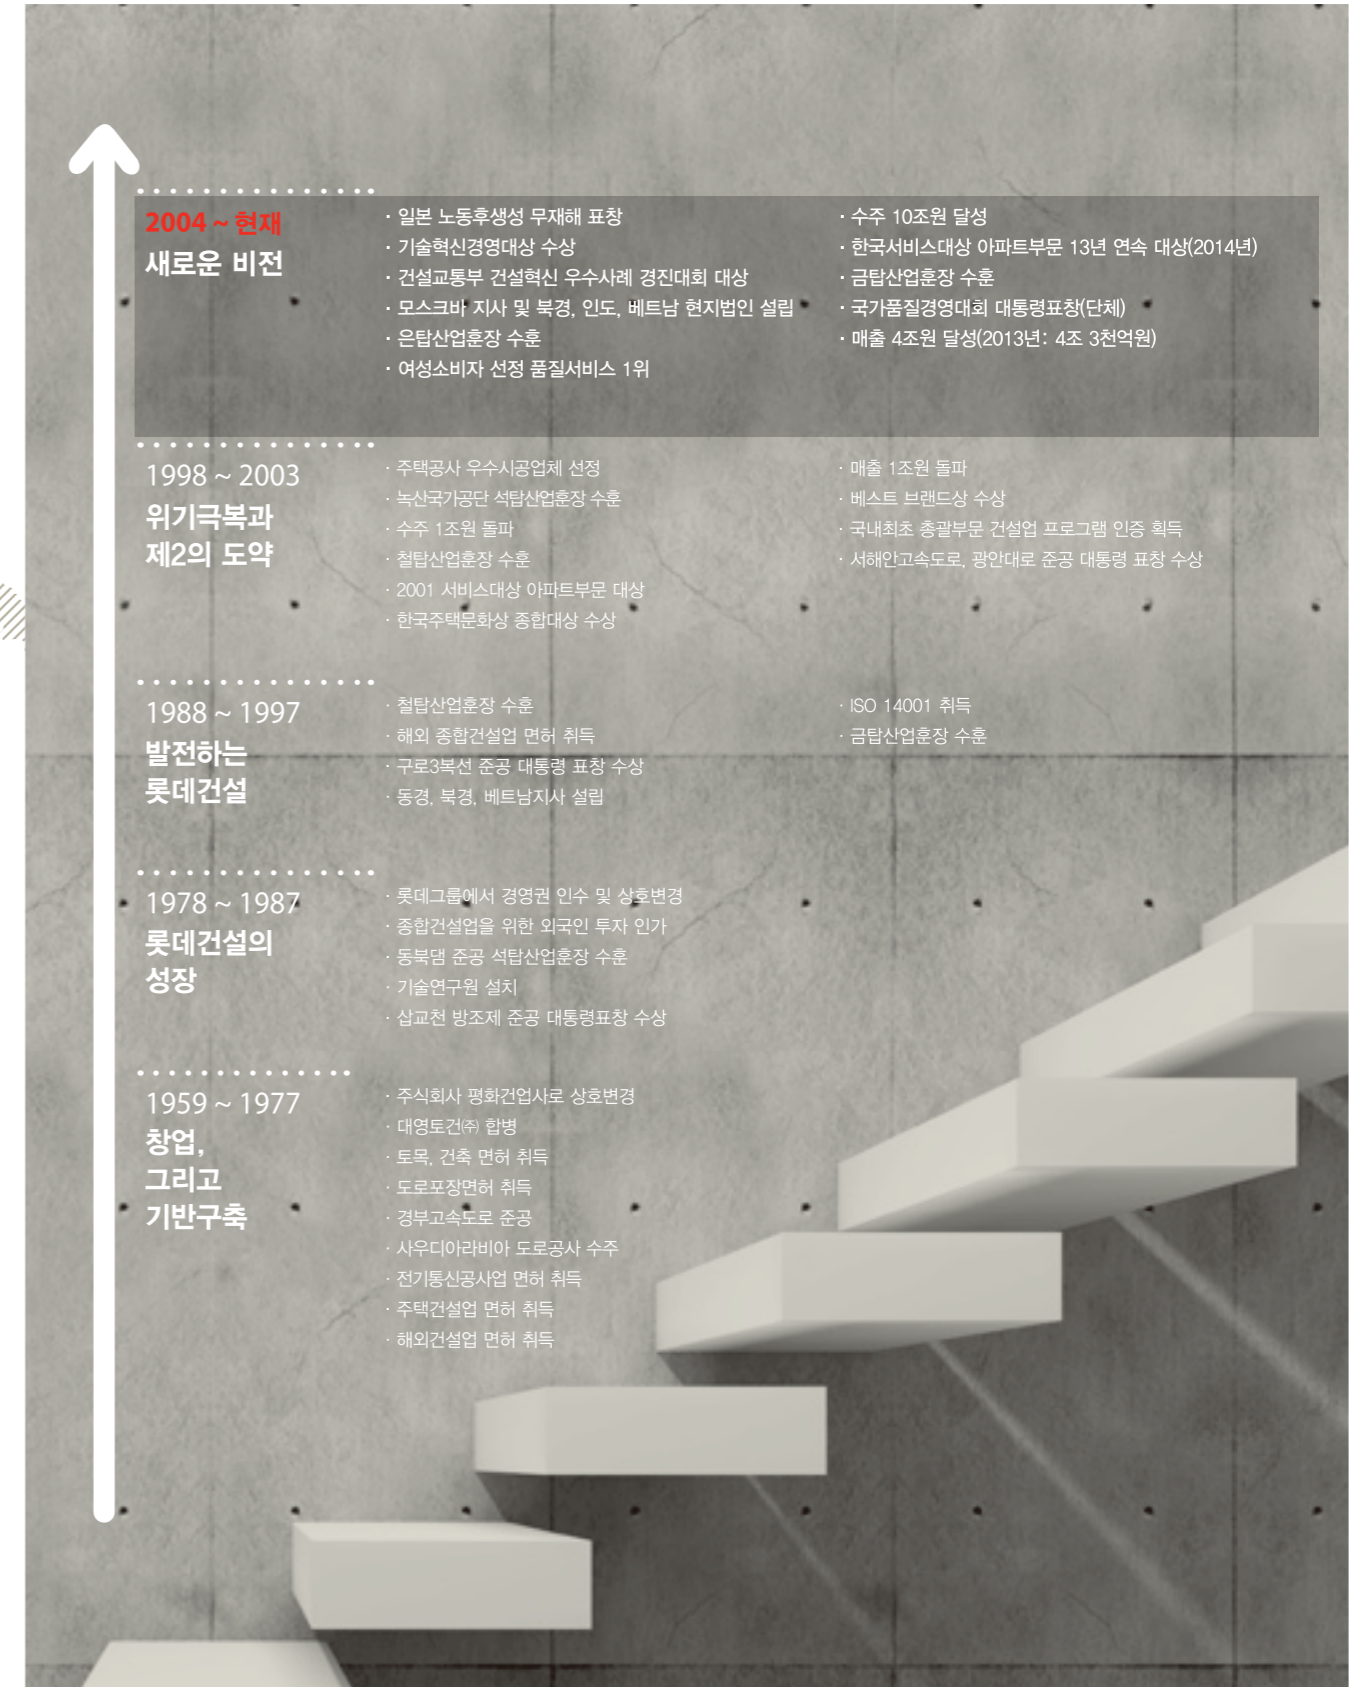 2004 ~ 현재
새로운 비전
· 일본 노동후생성 무재해 표창
· 기술혁신경영대상 수상
· 건설교통부 건설혁신 우수사례 경진대회 대상
· 모스크바 지사 및 북경, 인도, 베트남 현지법인 설립
· 은탑산업훈장 수훈
· 여성소비자 선정 품질서비스 1위
· 수주 10조원 달성
· 한국서비스대상 아파트부문 13년 연속 대상(2014년)
· 금탑산업훈장 수훈
· 국가품질경영대회 대통령표창(단체)
· 매출 4조원 달성(2013년: 4조 3천억원)
1998 ~ 2003
위기극복과
제2의 도약
· 주택공사 우수시공업체 선정
· 녹산국가공단 석탑산업훈장 수훈
· 수주 1조원 돌파
· 철탑산업훈장 수훈
· 2001 서비스대상 아파트부문 대상
· 한국주택문화상 종합대상 수상
· 매출 1조원 돌파
· 베스트 브랜드상 수상
· 국내최초 총괄부문 건설업 프로그램 인증 획득
· 서해안고속도로, 광안대로 준공 대통령 표창 수상
1988 ~ 1997
발전하는
롯데건설
· 철탑산업훈장 수훈
· 해외 종합건설업 면허 취득
· 구로3복선 준공 대통령 표창 수상
· 동경, 북경, 베트남지사 설립
· ISO 14001 취득
· 금탑산업훈장 수훈
1978 ~ 1987
롯데건설의
성장
· 롯데그룹에서 경영권 인수 및 상호변경
· 종합건설업을 위한 외국인 투자 인가
· 동북댐 준공 석탑산업훈장 수훈
· 기술연구원 설치
· 삽교천 방조제 준공 대통령표창 수상
1959 ~ 1977
창업,
그리고
기반구축
· 주식회사 평화건업사로 상호변경
· 대영토건㈜ 합병
· 토목, 건축 면허 취득
· 도로포장면허 취득
· 경부고속도로 준공
· 사우디아라비아 도로공사 수주
· 전기통신공사업 면허 취득
· 주택건설업 면허 취득
· 해외건설업 면허 취득